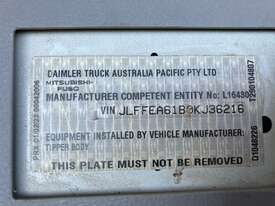 DAIMLER TRUCK AUSTRALIA PACIFIC PTY LTD
MITSUBISHI
FUSO
MANUFACTURER COMPETENT ENTITY No:
VIN JLFFEA61B0KJ36216
EQUIPMENT INSTALLED BY VEHICLE MANUFACTURER:
TIPPER BODY
THIS PLATE MUST NOT BE REMOVED